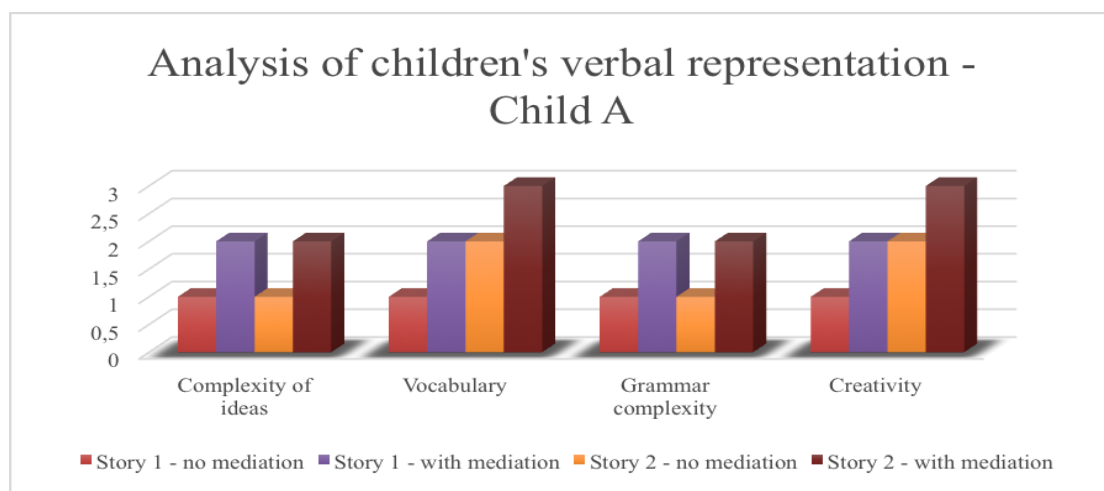 Analysis of children's verbal representation -
Child A
3
2,5
2
1,5
1
0,5
0
Complexity of
ideas
Vocabulary
Grammar
complexity
Creativity
Story 1 - no mediation
Story 1 - with mediation
Story 2 - no mediation
Story 2 - with mediation